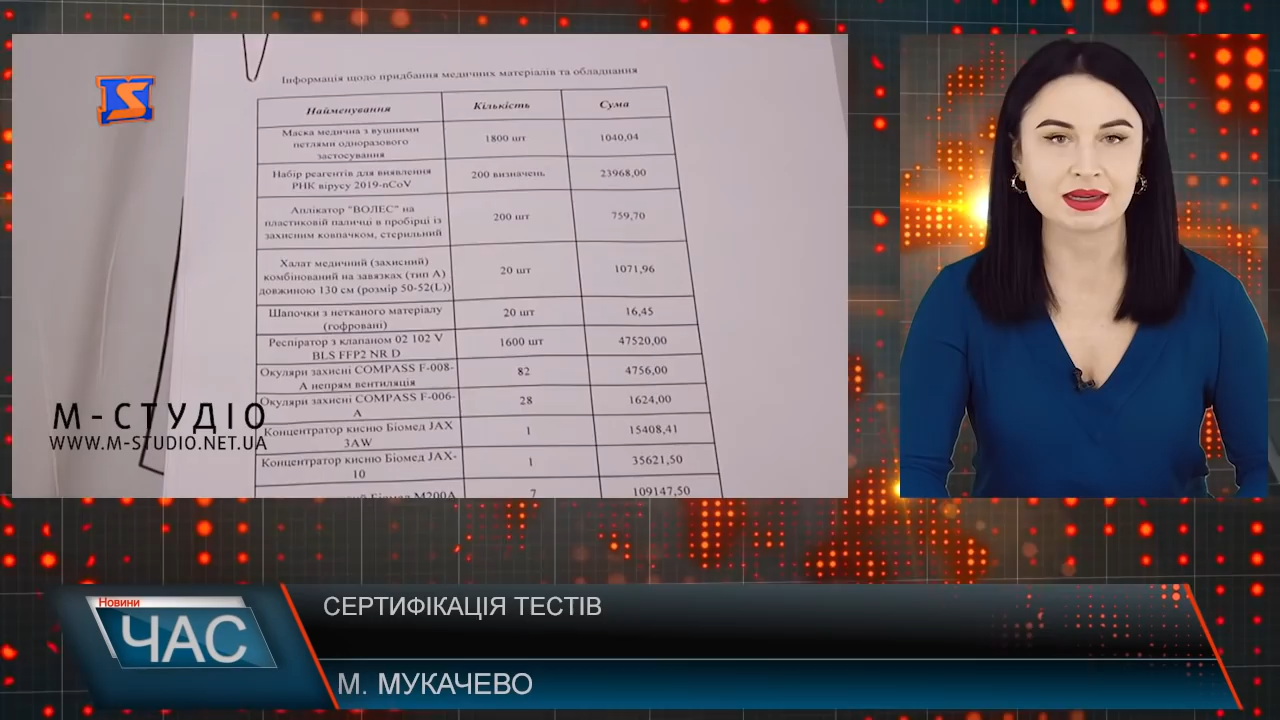 Інформація щодо придбання медичних матеріалів та обладнання
Найменування Кількість Сума
Маска медична з вушними
петлями одноразового
застосування
1800 шт 1040,04
Набір реагентів для виявлення
РНК вірусу 2019-nCoV
200 визначень 23968,00
Аплікатор "ВОЛЕС" на
пластиковій паличці в пробірці із
захисним ковпачком, стерильний
200 шт 759,70
Халат медичний (захисний)
комбінований на завязках (тип А)
довжиною 130 см (розмір 50-52(L))
20 шт 1071,96
Шапочки з нетканого матеріалу
(гофровані)
20 шт 16,45
Респіратор з клапаном 02 102 V
BLS FFP2 NR D
1600 шт 47520,00
Окуляри захисні COMPASS F-008-
А непрям вентиляція
82 4756,00
Окуляри захисні COMPASS F-006-
А
28 1624,00
Концентратор кисню Біомед JAX
3AW
1 15408,41
Концентратор кисню Біомед JAX-
10
1 35621,50
Біомед М200А 7 109147,50
М-СТУДІО
WWW.M-STUDIO.NET.UA
Новини
ЧАС
СЕРТИФІКАЦІЯ ТЕСТІВ
М. МУКАЧЕВО